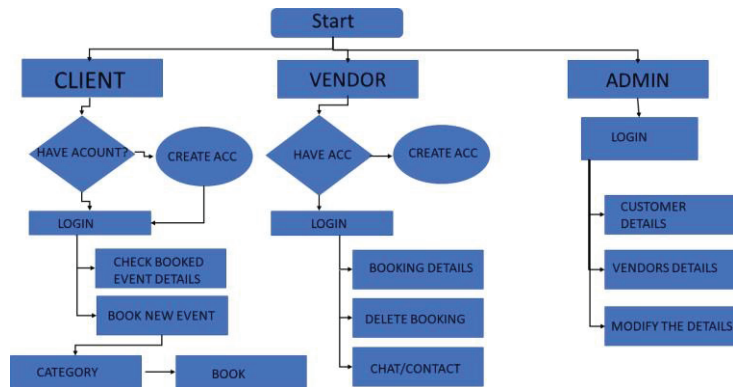 Start
CLIENT
VENDOR
ADMIN
HAVE ACOUNT?
CREATE ACC
HAVE ACC
CREATE ACC
LOGIN
LOGIN
LOGIN
CHECK BOOKED
EVENT DETAILS
BOOK NEW EVENT
CATEGORY
BOOK
BOOKING DETAILS
DELETE BOOKING
CHAT/CONTACT
CUSTOMER
DETAILS
VENDORS DETAILS
MODIFY THE DETAILS